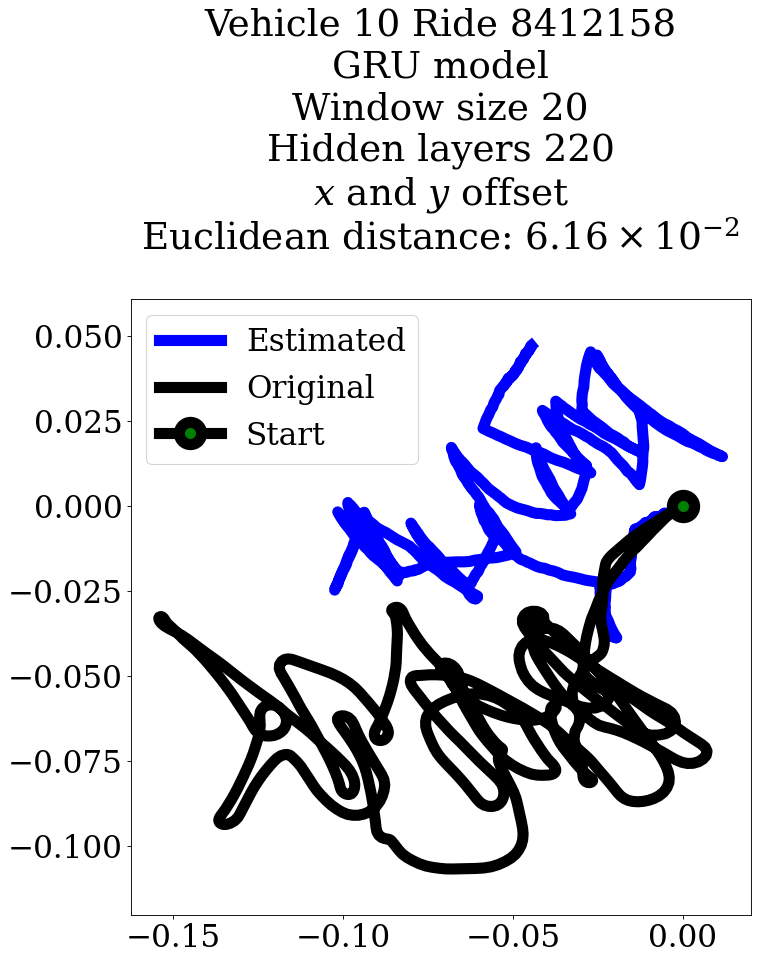 Vehicle 10 Ride 8412158
GRU model
Window size 20
Hidden layers 220
x and y offset
Euclidean distance: 6.16 × 10⁻²
Estimated
Original
Start
0.050
0.025
0.000
−0.025
−0.050
−0.075
−0.100
−0.15 −0.10 −0.05 0.00